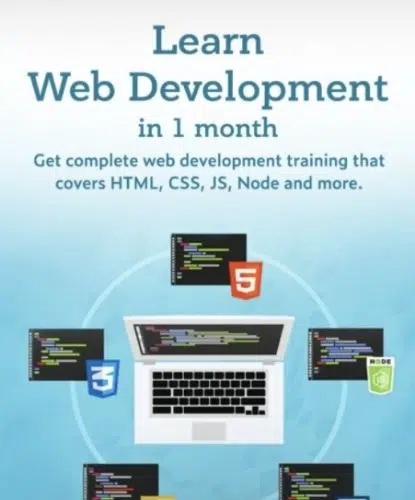 Learn
Web Development
in 1 month
Get complete web development training that
covers HTML, CSS, JS, Node and more.
5
3
NODE
JS